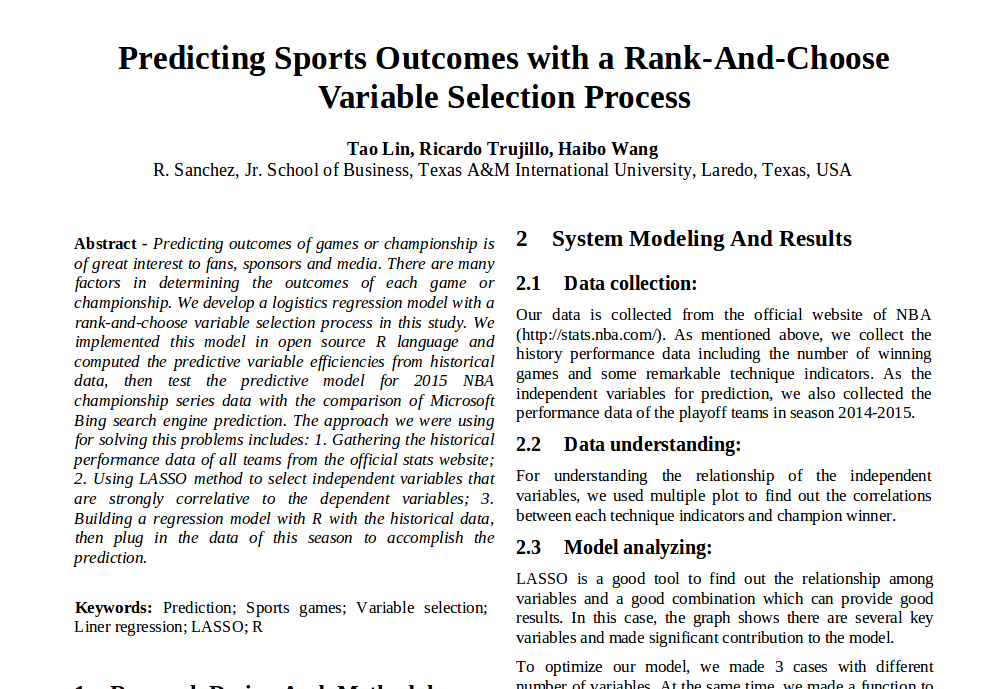 Predicting Sports Outcomes with a Rank-And-Choose
Variable Selection Process
Tao Lin, Ricardo Trujillo, Haibo Wang
R. Sanchez, Jr. School of Business, Texas A&M International University, Laredo, Texas, USA
Abstract - Predicting outcomes of games or championship is
of great interest to fans, sponsors and media. There are many
factors in determining the outcomes of each game or
championship. We develop a logistics regression model with a
rank-and-choose variable selection process in this study. We
implemented this model in open source R language and
computed the predictive variable efficiencies from historical
data, then test the predictive model for 2015 NBA
championship series data with the comparison of Microsoft
Bing search engine prediction. The approach we were using
for solving this problems includes: 1. Gathering the historical
performance data of all teams from the official stats website;
2. Using LASSO method to select independent variables that
are strongly correlative to the dependent variables; 3.
Building a regression model with R with the historical data,
then plug in the data of this season to accomplish the
prediction.
Keywords: Prediction; Sports games; Variable selection;
Liner regression; LASSO; R
2 System Modeling And Results
2.1 Data collection:
Our data is collected from the official website of NBA
(http://stats.nba.com/). As mentioned above, we collect the
history performance data including the number of winning
games and some remarkable technique indicators. As the
independent variables for prediction, we also collected the
performance data of the playoff teams in season 2014-2015.
2.2 Data understanding:
For understanding the relationship of the independent
variables, we used multiple plot to find out the correlations
between each technique indicators and champion winner.
2.3 Model analyzing:
LASSO is a good tool to find out the relationship among
variables and a good combination which can provide good
results. In this case, the graph shows there are several key
variables and made significant contribution to the model.
To optimize our model, we made 3 cases with different
number of variables. At the same time, we made a function to